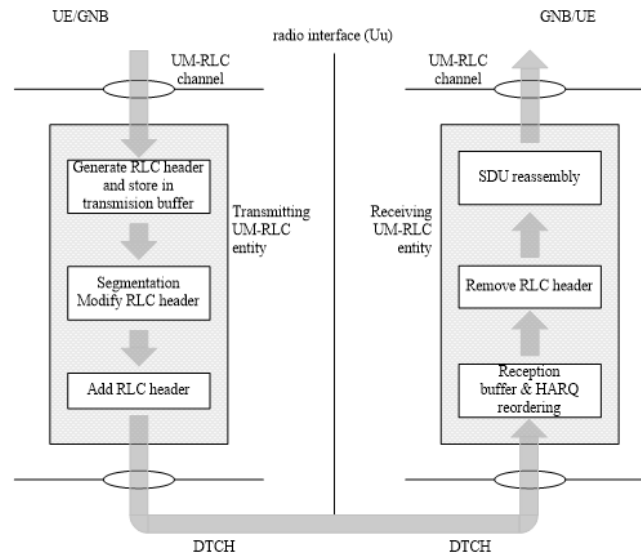 UE/GNB
GNB/UE
radio interface (Uu)
UM-RLC
channel
UM-RLC
channel
Generate RLC header
and store in
transmision buffer
Transmitting
UM-RLC
entity
Segmentation
Modify RLC header
Add RLC header
Receiving
UM-RLC
entity
SDU reassembly
Remove RLC header
Reception
buffer & HARQ
reordering
DTCH
DTCH